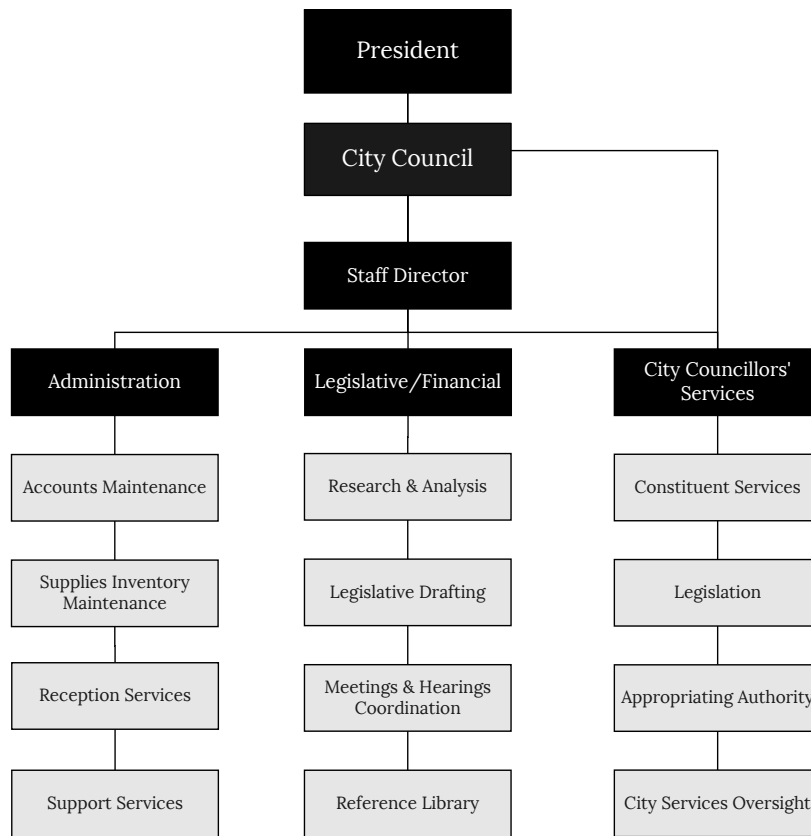 President
City Council
Staff Director
Administration
Legislative/Financial
City Councillors'
Services
Accounts Maintenance
Research & Analysis
Constituent Services
Supplies Inventory
Maintenance
Legislative Drafting
Legislation
Reception Services
Meetings & Hearings
Coordination
Appropriating Authority
Support Services
Reference Library
City Services Oversight